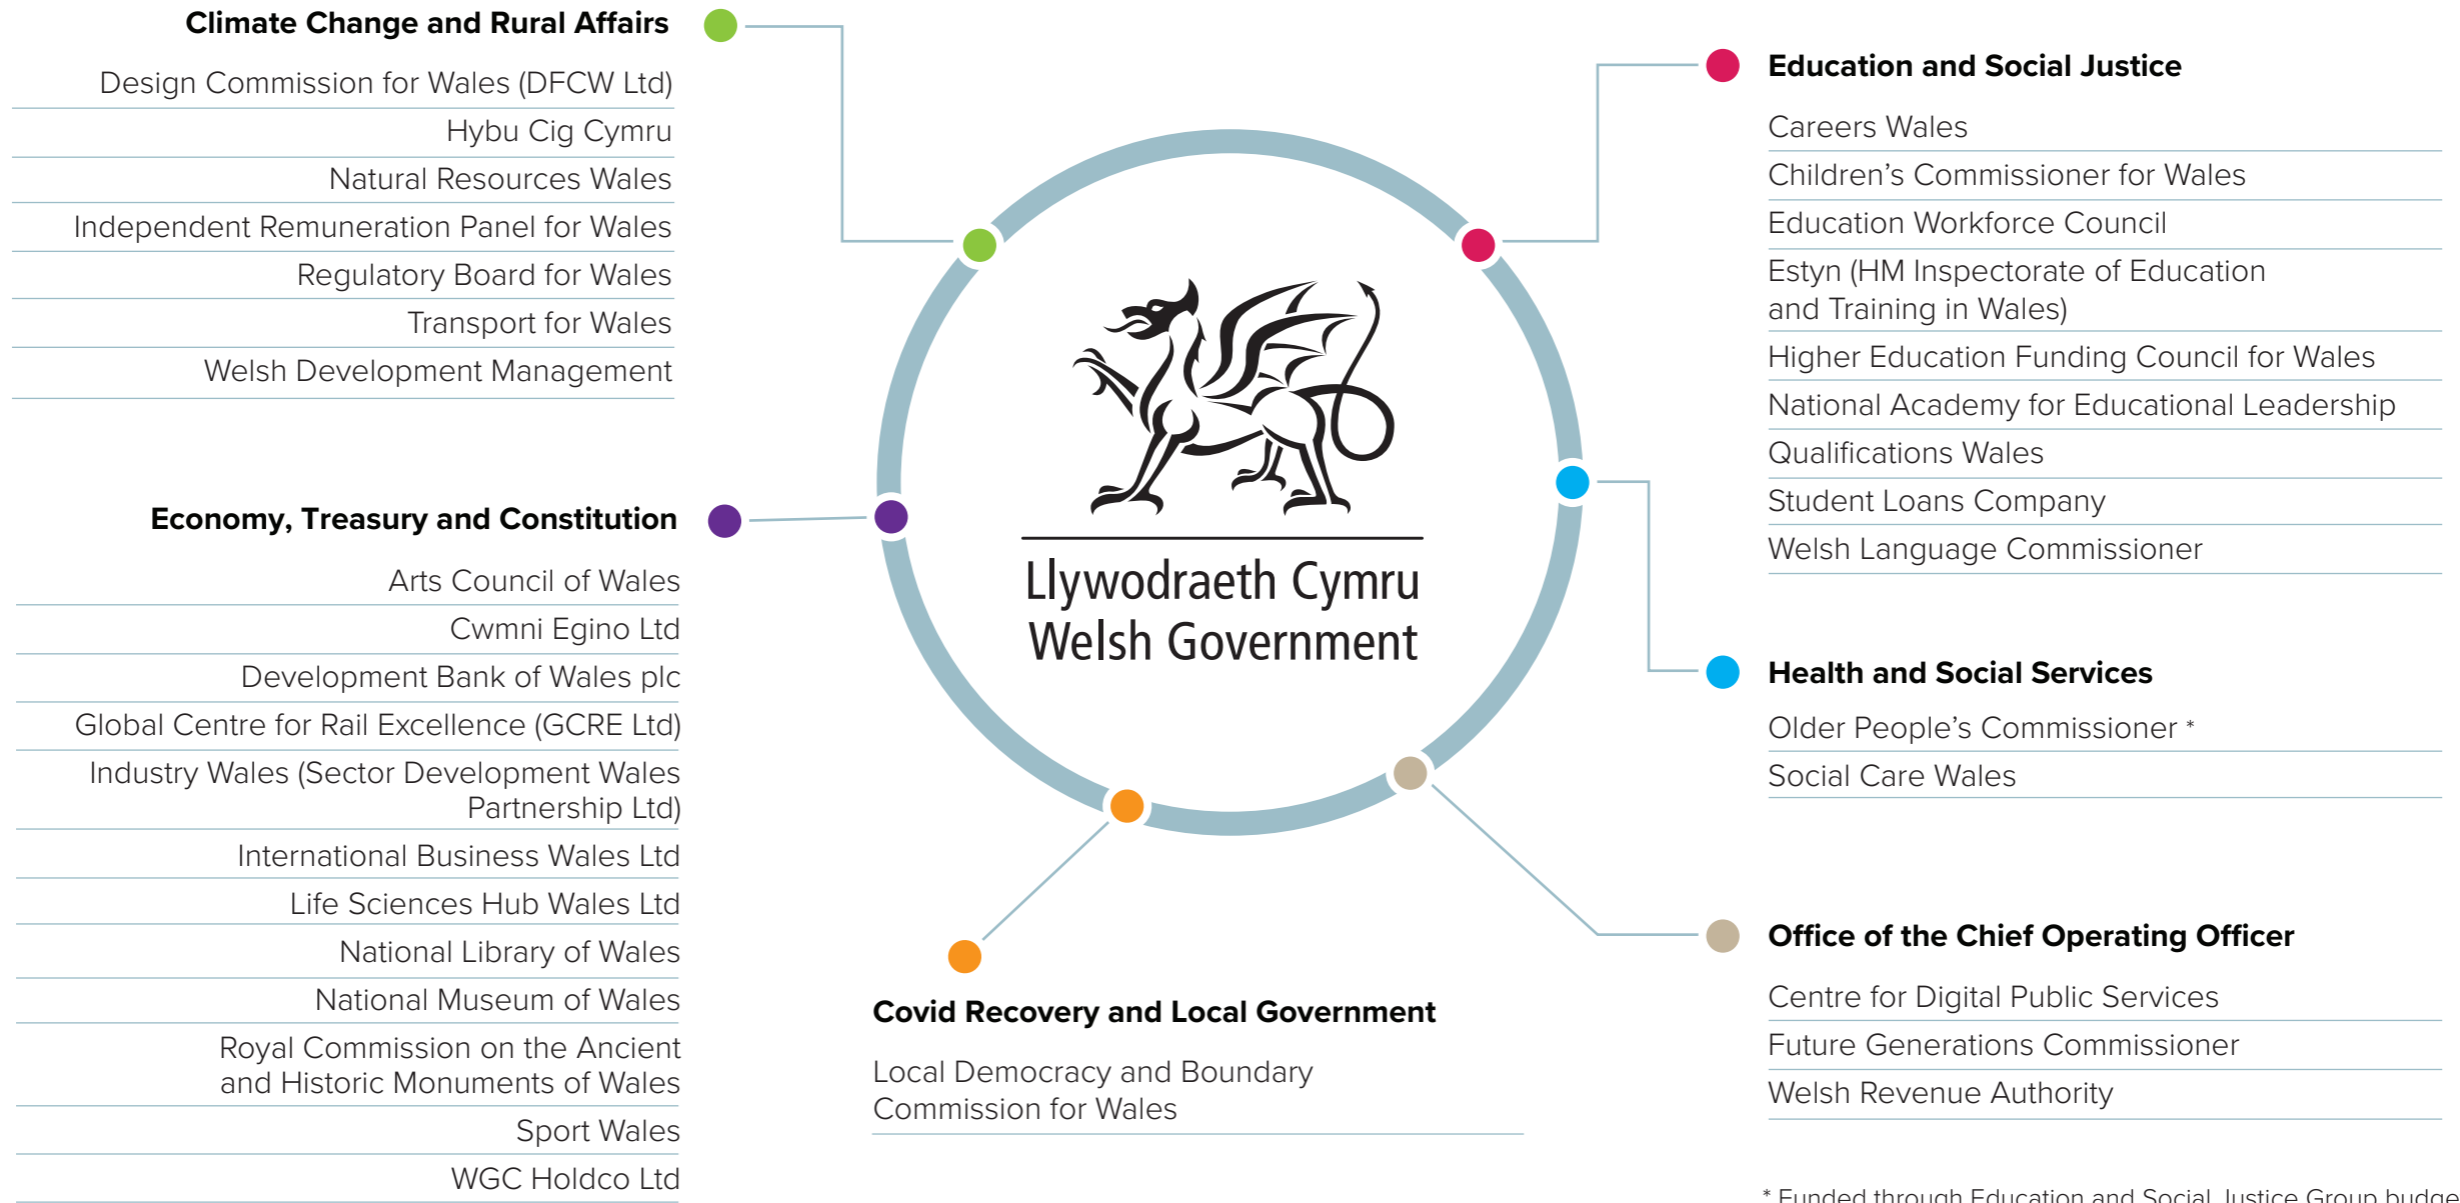 Climate Change and Rural Affairs
Design Commission for Wales (DFCW Ltd)
Hybu Cig Cymru
Natural Resources Wales
Independent Remuneration Panel for Wales
Regulatory Board for Wales
Transport for Wales
Welsh Development Management
Economy, Treasury and Constitution
Arts Council of Wales
Cwmni Egino Ltd
Development Bank of Wales plc
Global Centre for Rail Excellence (GCRE Ltd)
Industry Wales (Sector Development Wales
Partnership Ltd)
International Business Wales Ltd
Life Sciences Hub Wales Ltd
National Library of Wales
National Museum of Wales
Royal Commission on the Ancient
and Historic Monuments of Wales
Sport Wales
WGC Holdco Ltd
Llywodraeth Cymru
Welsh Government
Covid Recovery and Local Government
Local Democracy and Boundary
Commission for Wales
Education and Social Justice
Careers Wales
Children’s Commissioner for Wales
Education Workforce Council
Estyn (HM Inspectorate of Education
and Training in Wales)
Higher Education Funding Council for Wales
National Academy for Educational Leadership
Qualifications Wales
Student Loans Company
Welsh Language Commissioner
Health and Social Services
Older People’s Commissioner *
Social Care Wales
Office of the Chief Operating Officer
Centre for Digital Public Services
Future Generations Commissioner
Welsh Revenue Authority
* Funded through Education and Social Justice Group budge